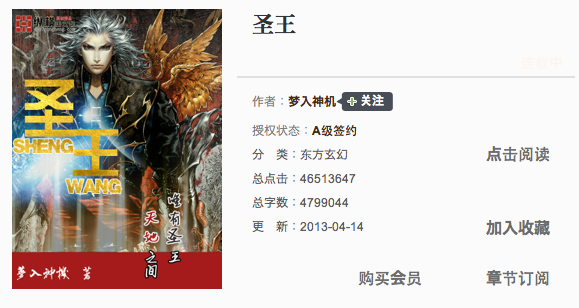 纵横
圣王
SHENG
WANG
唯有圣王
天地之间
梦入神机 著
圣王
作者：梦入神机 关注
授权状态：A级签约
分 类：东方玄幻
点击阅读
总点击：46513647
总字数：4799044
更 新：2013-04-14
加入收藏
购买会员
章节订阅